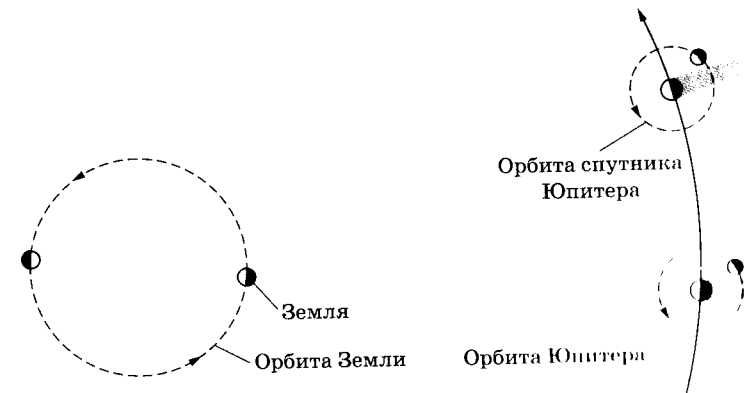 Орбита спутника
Юпитера
Земля
Орбита Земли
Орбита Юпитера